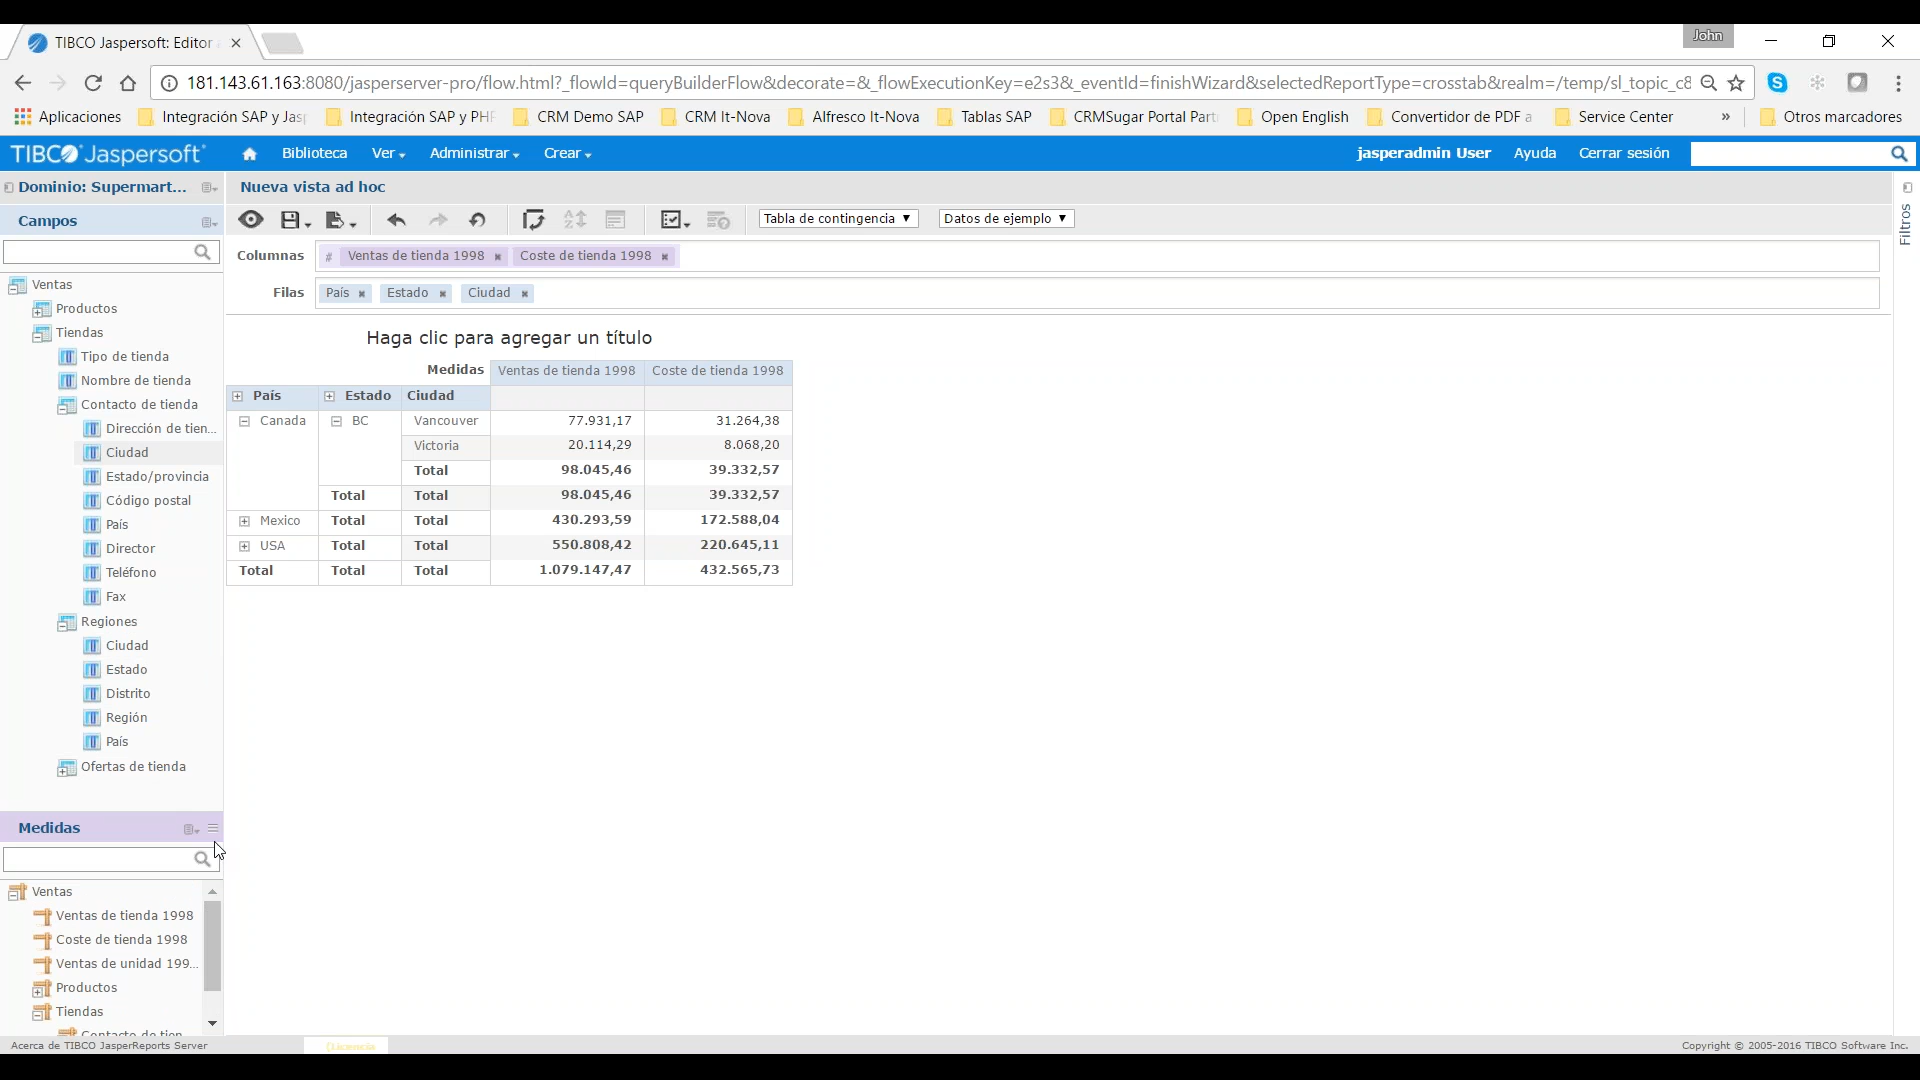 TIBCO Jaspersoft: Editor
John
181.143.61.163:8080/jasperserver-pro/flow.html?_flowId=queryBuilderFlow&decorate=&_flowExecutionKey=e2s3&_eventId=finishWizard&selectedReportType=crosstab&realm=/temp/sl_topic_c8
Aplicaciones Integración SAP y Jasp Integración SAP y PHP CRM Demo SAP CRM It-Nova Alfresco It-Nova Tablas SAP CRMSugar Portal Part Open English Convertidor de PDF a Service Center » Otros marcadores
TIBCO Jaspersoft Biblioteca Ver Administrar Crear jasperadmin User Ayuda Cerrar sesión
Dominio: Supermart... Nueva vista ad hoc
Campos Tabla de contingencia Datos de ejemplo
Filtros
Columnas # Ventas de tienda 1998 Coste de tienda 1998
Filas País Estado Ciudad
Ventas
Productos
Tiendas
Tipo de tienda
Nombre de tienda
Contacto de tienda
Dirección de tien...
Ciudad
Estado/provincia
Código postal
País
Director
Teléfono
Fax
Regiones
Ciudad
Estado
Distrito
Región
País
Ofertas de tienda
Haga clic para agregar un título
Medidas Ventas de tienda 1998 Coste de tienda 1998
País Estado Ciudad
Canada BC Vancouver 77.931,17 31.264,38
Victoria 20.114,29 8.068,20
Total 98.045,46 39.332,57
Total Total 98.045,46 39.332,57
Mexico Total Total 430.293,59 172.588,04
USA Total Total 550.808,42 220.645,11
Total Total Total 1.079.147,47 432.565,73
Medidas
Ventas
Ventas de tienda 1998
Coste de tienda 1998
Ventas de unidad 199...
Productos
Tiendas
Contacto de tien
Acerca de TIBCO JasperReports Server
(Licencia
Copyright © 2005-2016 TIBCO Software Inc.